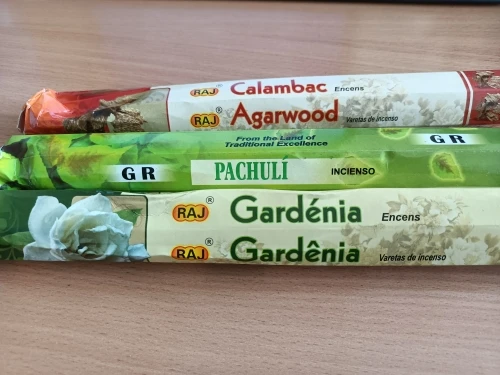 RAJ® Calambac Encens
RAJ® Agarwood Varetas de incenso
From the Land of
Traditional Excellence
GR
GR PACHULÍ INCIENSO
RAJ® Gardénia Encens
RAJ® Gardênia Varetas de incenso